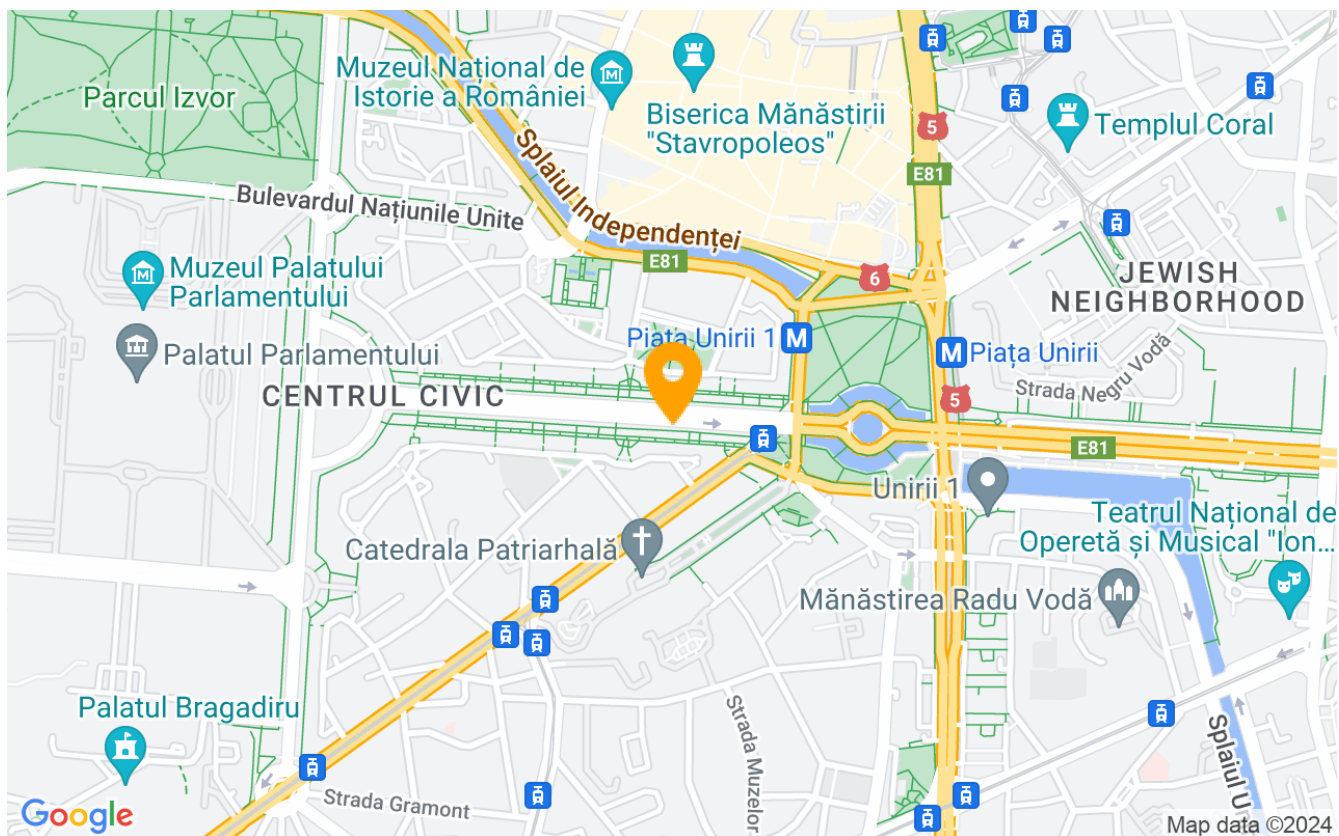 Muzeul Național de
Istorie a României
Biserica Mănăstirii
"Stavropoleos"
Parcul Izvor
5
Templul Coral
E81
Splaiul Independenței
Bulevardul Națiunile Unite
E81
6
Muzeul Palatului
Parlamentului
JEWISH
NEIGHBORHOOD
Piața Unirii 1
M
M
Piața Unirii
Palatul Parlamentului
CENTRUL CIVIC
Strada Negru Vodă
5
E81
Unirii 1
Teatrul Național de
Operetă și Musical "Ion...
Catedrala Patriarhală
Mănăstirea Radu Vodă
Palatul Bragadiru
Strada Muzelor
Splaiul U
Strada Gramont
Google
Map data ©2024